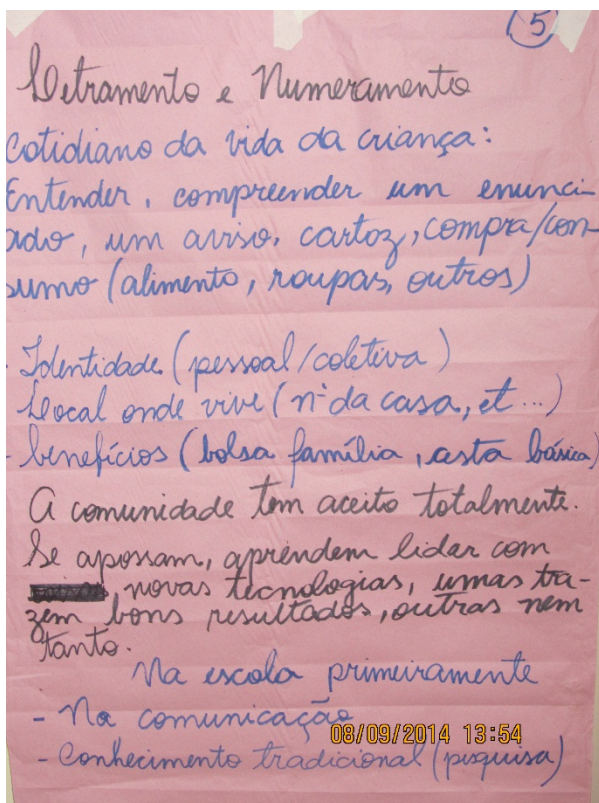 5
Letramento e Numeramento
Cotidiano da vida da criança:
Entender, compreender um enunci-
ado, um aviso, cartoz, compra/con-
sumo (alimento, roupas, outros)
- Identidade (pessoal/coletiva)
Local onde vive (nº da casa, et...)
- benefícios (bolsa família, cesta básica)
A comunidade tem aceito totalmente.
Se apossam, aprendem lidar com
novas tecnologias, umas tra-
zem bons resultados, outras nem
tanto.
Na escola primeiramente
- Na comunicação
08/09/2014 13:54
- Conhecimento tradicional (pesquisa)